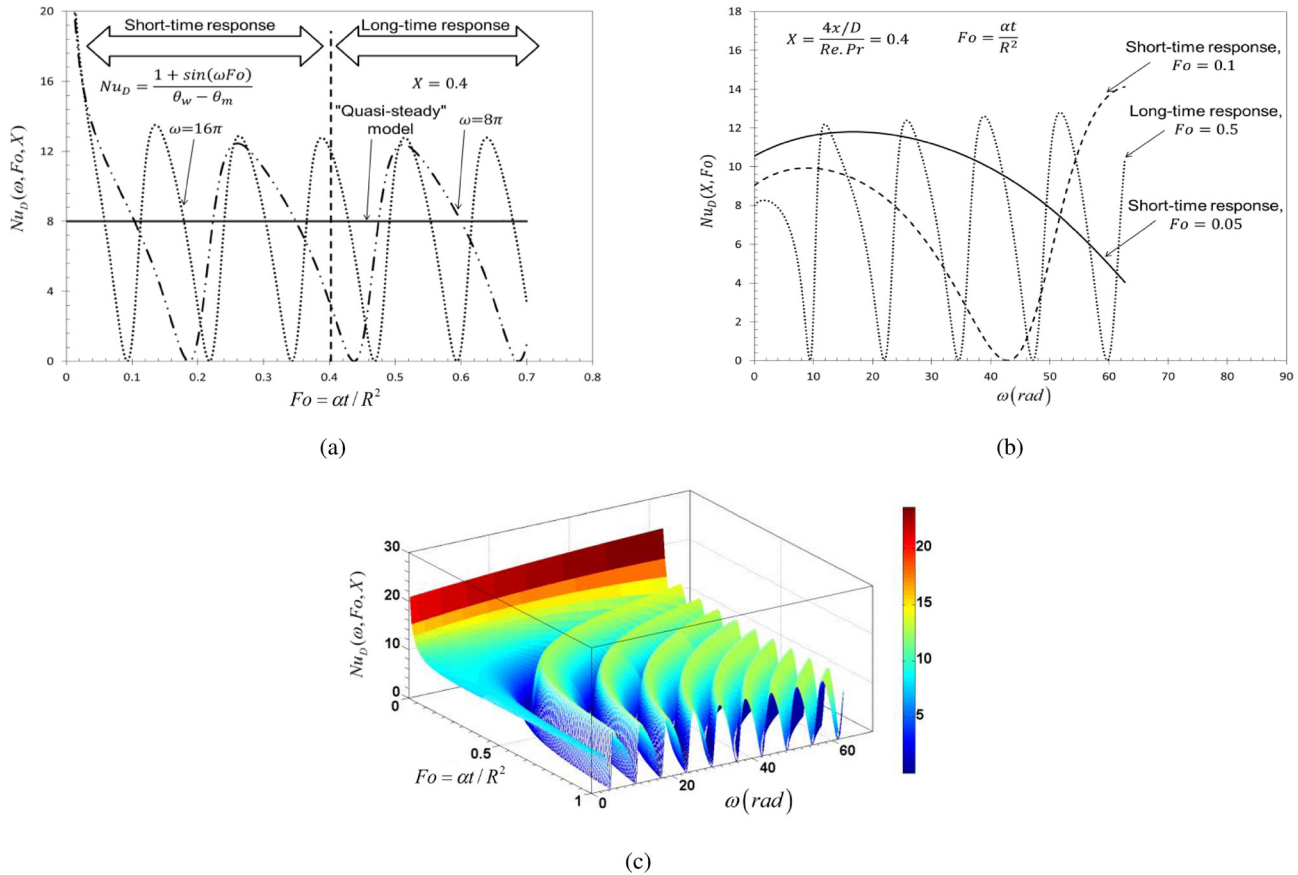 Short-time response
Long-time response
Nu_D = (1 + sin(ωFo)) / (θ_w − θ_m)
X = 0.4
"Quasi-steady" model
ω=16π
ω=8π
Nu_D(ω, Fo, X)
20
16
12
8
4
0
0 0.1 0.2 0.3 0.4 0.5 0.6 0.7 0.8
Fo = αt / R²
(a)
X = (4x/D) / (Re.Pr) = 0.4
Fo = αt / R²
Short-time response, Fo = 0.1
Long-time response, Fo = 0.5
Short-time response, Fo = 0.05
Nu_D(X, Fo)
18
16
14
12
10
8
6
4
2
0
0 10 20 30 40 50 60 70 80 90
ω(rad)
(b)
Nu_D(ω, Fo, X)
30
20
10
0
0
0.5
1
Fo = αt / R²
0
20
40
60
ω(rad)
20
15
10
5
(c)